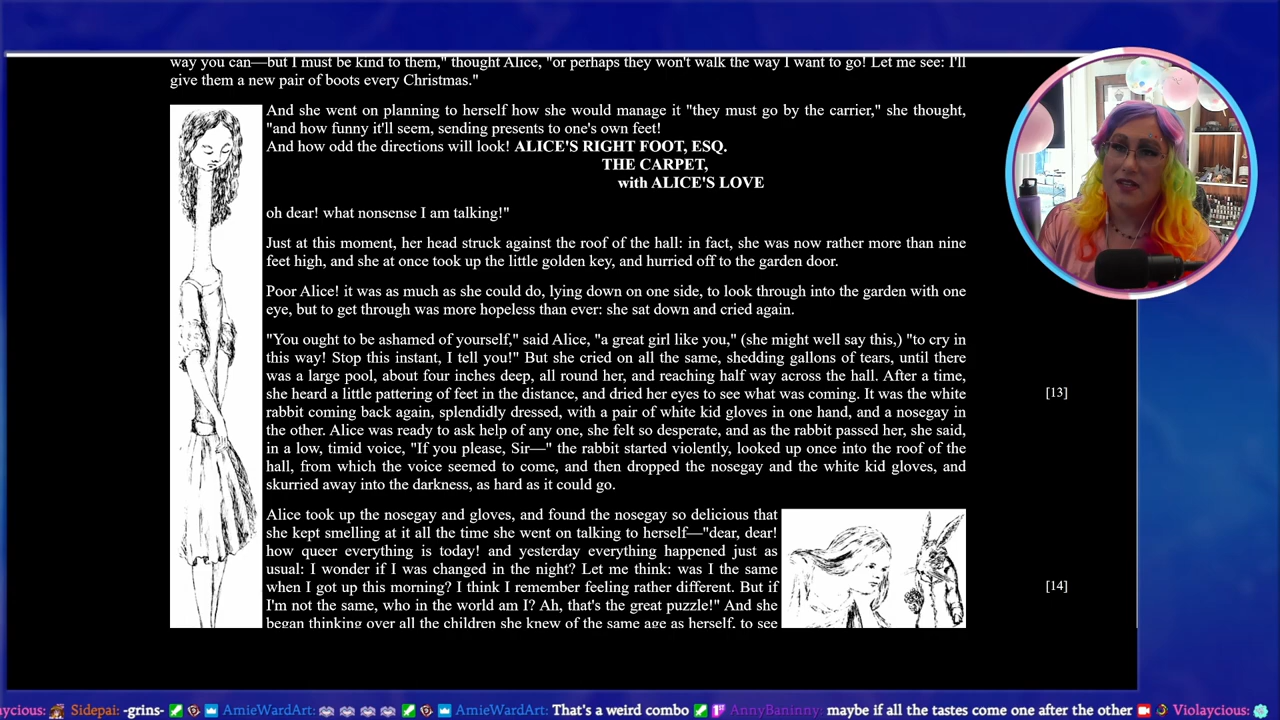 way you can—but I must be kind to them," thought Alice, "or perhaps they won't walk the way I want to go! Let me see: I'll
give them a new pair of boots every Christmas."
And she went on planning to herself how she would manage it "they must go by the carrier," she thought,
"and how funny it'll seem, sending presents to one's own feet!
And how odd the directions will look! ALICE'S RIGHT FOOT, ESQ.
THE CARPET,
with ALICE'S LOVE
oh dear! what nonsense I am talking!"
Just at this moment, her head struck against the roof of the hall: in fact, she was now rather more than nine
feet high, and she at once took up the little golden key, and hurried off to the garden door.
Poor Alice! it was as much as she could do, lying down on one side, to look through into the garden with one
eye, but to get through was more hopeless than ever: she sat down and cried again.
"You ought to be ashamed of yourself," said Alice, "a great girl like you," (she might well say this,) "to cry in
this way! Stop this instant, I tell you!" But she cried on all the same, shedding gallons of tears, until there
was a large pool, about four inches deep, all round her, and reaching half way across the hall. After a time,
she heard a little pattering of feet in the distance, and dried her eyes to see what was coming. It was the white
[13]
rabbit coming back again, splendidly dressed, with a pair of white kid gloves in one hand, and a nosegay in
the other. Alice was ready to ask help of any one, she felt so desperate, and as the rabbit passed her, she said,
in a low, timid voice, "If you please, Sir—" the rabbit started violently, looked up once into the roof of the
hall, from which the voice seemed to come, and then dropped the nosegay and the white kid gloves, and
skurried away into the darkness, as hard as it could go.
Alice took up the nosegay and gloves, and found the nosegay so delicious that
she kept smelling at it all the time she went on talking to herself—"dear, dear!
how queer everything is today! and yesterday everything happened just as
usual: I wonder if I was changed in the night? Let me think: was I the same
when I got up this morning? I think I remember feeling rather different. But if
[14]
I'm not the same, who in the world am I? Ah, that's the great puzzle!" And she
began thinking over all the children she knew of the same age as herself, to see
aycious: Sidepai: -grins- AmieWardArt: AmieWardArt: That's a weird combo AnnyBaninny: maybe if all the tastes come one after the other Violaycious: